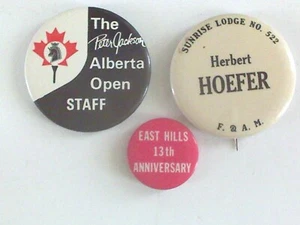 The
Peter Jackson
Alberta
Open
STAFF
SUNRISE LODGE NO. 522
Herbert
HOEFER
F. & A. M.
EAST HILLS
13th
ANNIVERSARY